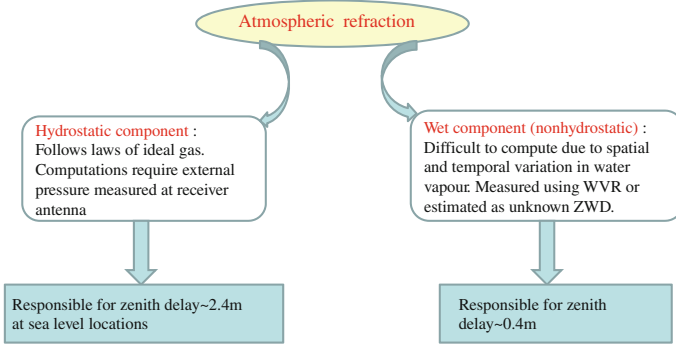 Atmospheric refraction
Hydrostatic component :
Follows laws of ideal gas.
Computations require external
pressure measured at receiver
antenna
Wet component (nonhydrostatic) :
Difficult to compute due to spatial
and temporal variation in water
vapour. Measured using WVR or
estimated as unknown ZWD.
Responsible for zenith delay~2.4m
at sea level locations
Responsible for zenith
delay~0.4m